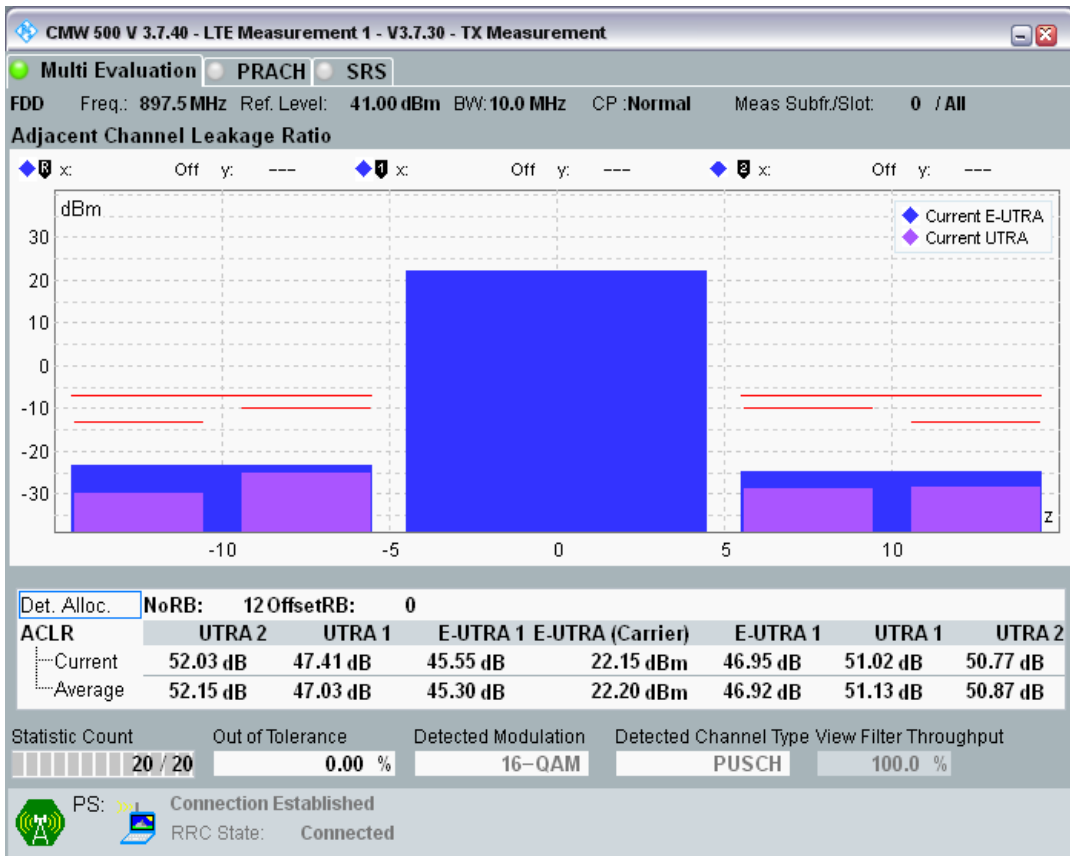 CMW 500 V 3.7.40 - LTE Measurement 1 - V3.7.30 - TX Measurement
Multi Evaluation PRACH SRS
FDD Freq.: 897.5 MHz Ref. Level: 41.00 dBm BW: 10.0 MHz CP :Normal Meas Subfr./Slot: 0 / All
Adjacent Channel Leakage Ratio
R x: Off y: --- 1 x: Off y: --- 2 x: Off y: ---
dBm
Current E-UTRA
Current UTRA
30
20
10
0
-10
-20
-30
z
-10 -5 0 5 10
Det. Alloc. NoRB: 12 OffsetRB: 0
ACLR UTRA 2 UTRA 1 E-UTRA 1 E-UTRA (Carrier) E-UTRA 1 UTRA 1 UTRA 2
Current 52.03 dB 47.41 dB 45.55 dB 22.15 dBm 46.95 dB 51.02 dB 50.77 dB
Average 52.15 dB 47.03 dB 45.30 dB 22.20 dBm 46.92 dB 51.13 dB 50.87 dB
Statistic Count Out of Tolerance Detected Modulation Detected Channel Type View Filter Throughput
20 / 20 0.00 % 16-QAM PUSCH 100.0 %
PS: Connection Established
RRC State: Connected